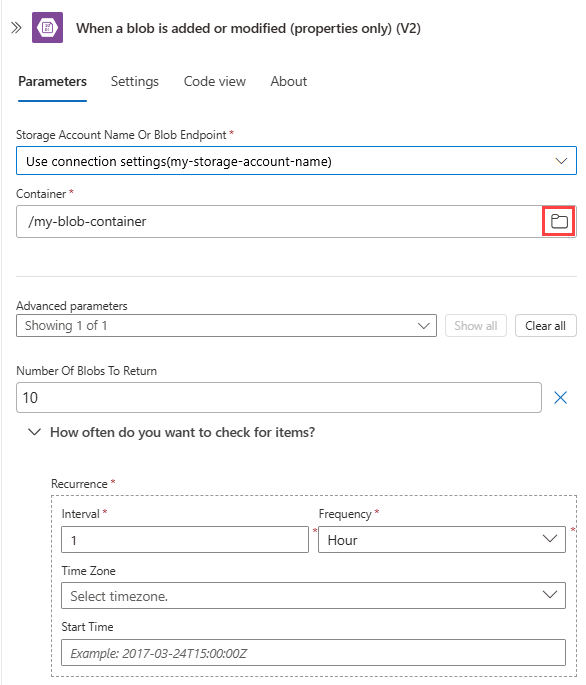 When a blob is added or modified (properties only) (V2)
Parameters Settings Code view About
Storage Account Name Or Blob Endpoint *
Use connection settings(my-storage-account-name)
Container *
/my-blob-container
Advanced parameters
Showing 1 of 1 Show all Clear all
Number Of Blobs To Return
10
How often do you want to check for items?
Recurrence *
Interval * Frequency *
1 * Hour *
Time Zone
Select timezone.
Start Time
Example: 2017-03-24T15:00:00Z